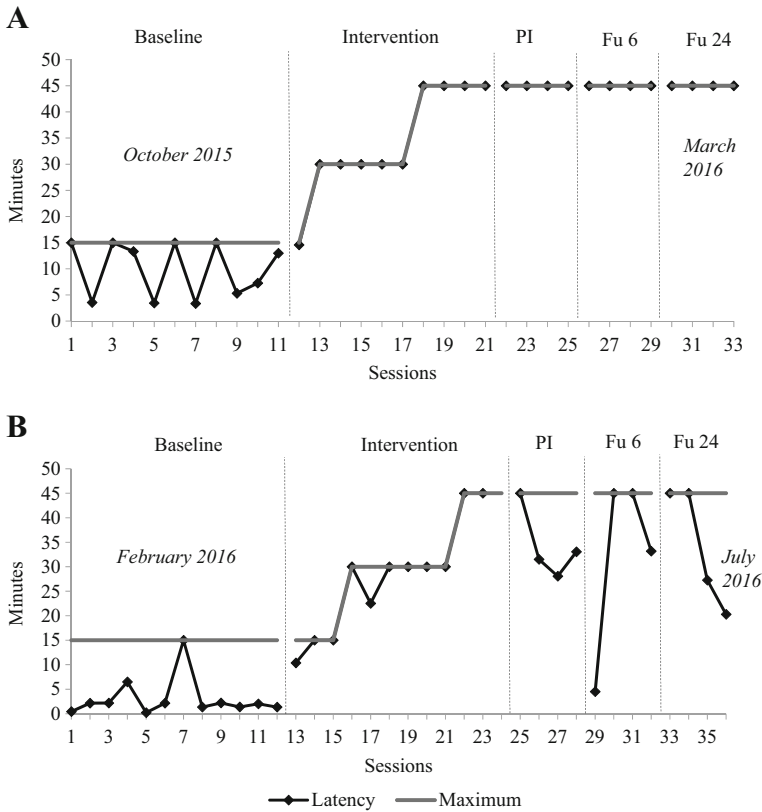 A
Baseline Intervention PI Fu 6 Fu 24
50
45
40
35
30
25
20
15
10
5
0
Minutes
October 2015
March
2016
1 3 5 7 9 11 13 15 17 19 21 23 25 27 29 31 33
Sessions
B
Baseline Intervention PI Fu 6 Fu 24
50
45
40
35
30
25
20
15
10
5
0
Minutes
February 2016
July
2016
1 3 5 7 9 11 13 15 17 19 21 23 25 27 29 31 33 35
Sessions
Latency Maximum